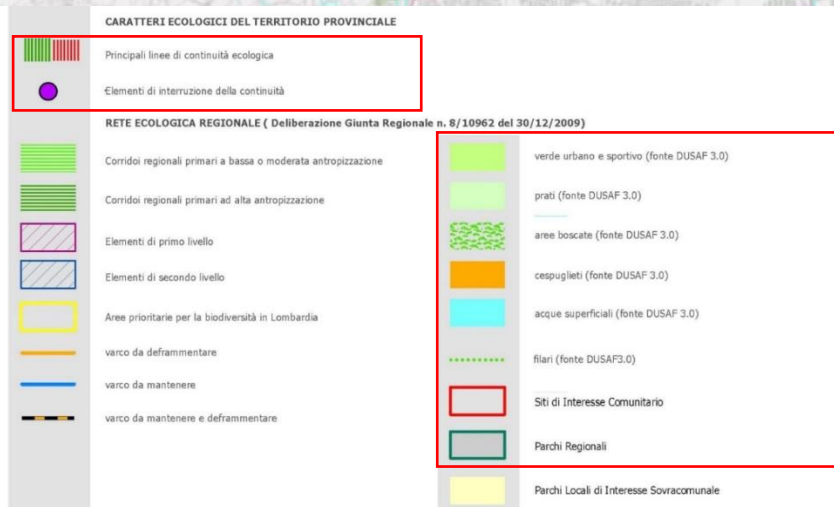 CARATTERI ECOLOGICI DEL TERRITORIO PROVINCIALE
Principali linee di continuità ecologica
Elementi di interruzione della continuità
RETE ECOLOGICA REGIONALE ( Deliberazione Giunta Regionale n. 8/10962 del 30/12/2009)
Corridoi regionali primari a bassa o moderata antropizzazione
Corridoi regionali primari ad alta antropizzazione
Elementi di primo livello
Elementi di secondo livello
Aree prioritarie per la biodiversità in Lombardia
varco da deframmentare
varco da mantenere
varco da mantenere e deframmentare
verde urbano e sportivo (fonte DUSAF 3.0)
prati (fonte DUSAF 3.0)
aree boscate (fonte DUSAF 3.0)
cespuglieti (fonte DUSAF 3.0)
acque superficiali (fonte DUSAF 3.0)
filari (fonte DUSAF3.0)
Siti di Interesse Comunitario
Parchi Regionali
Parchi Locali di Interesse Sovracomunale